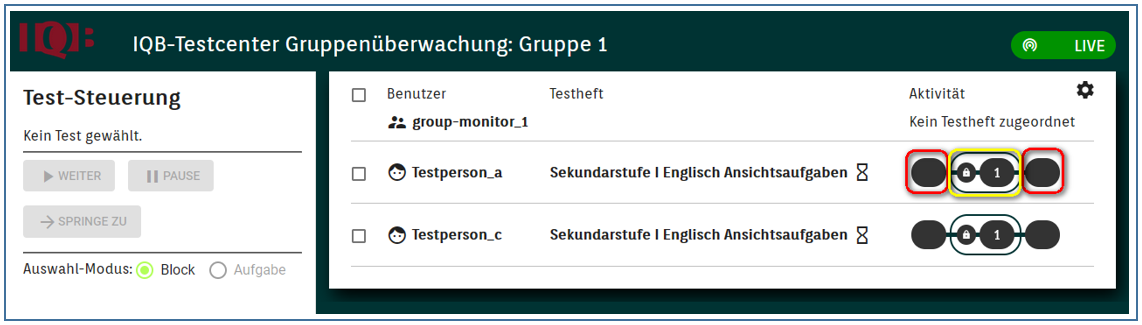 IQB
IQB-Testcenter Gruppenüberwachung: Gruppe 1
LIVE
Test-Steuerung
Kein Test gewählt.
WEITER
PAUSE
SPRINGE ZU
Auswahl-Modus: Block Aufgabe
Benutzer Testheft Aktivität
group-monitor_1 Kein Testheft zugeordnet
Testperson_a Sekundarstufe I Englisch Ansichtsaufgaben 1
Testperson_c Sekundarstufe I Englisch Ansichtsaufgaben 1